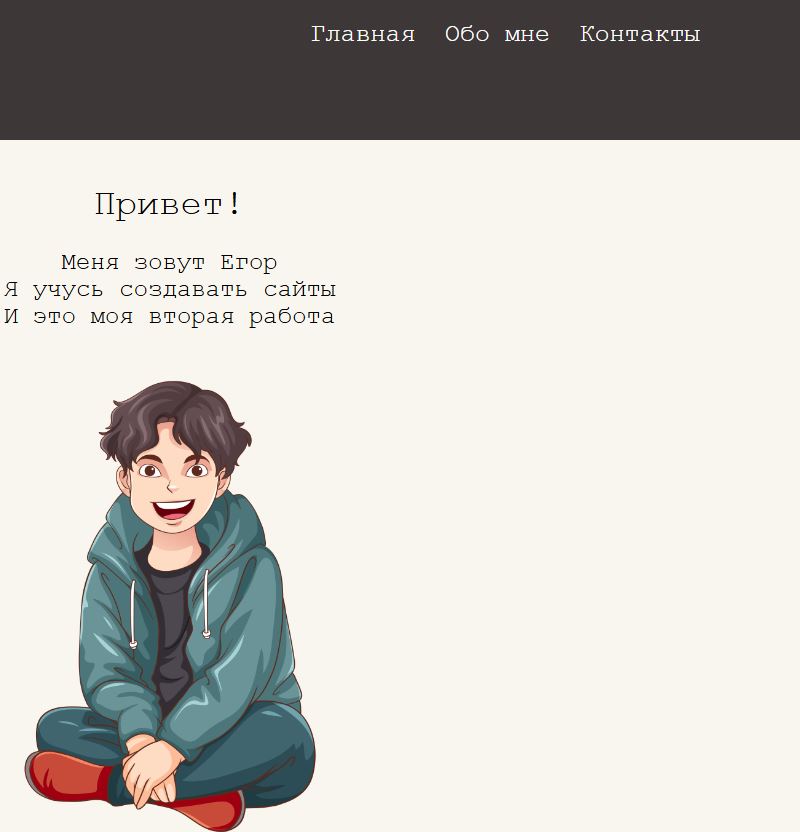 Главная Обо мне Контакты
Привет!
Меня зовут Егор
Я учусь создавать сайты
И это моя вторая работа